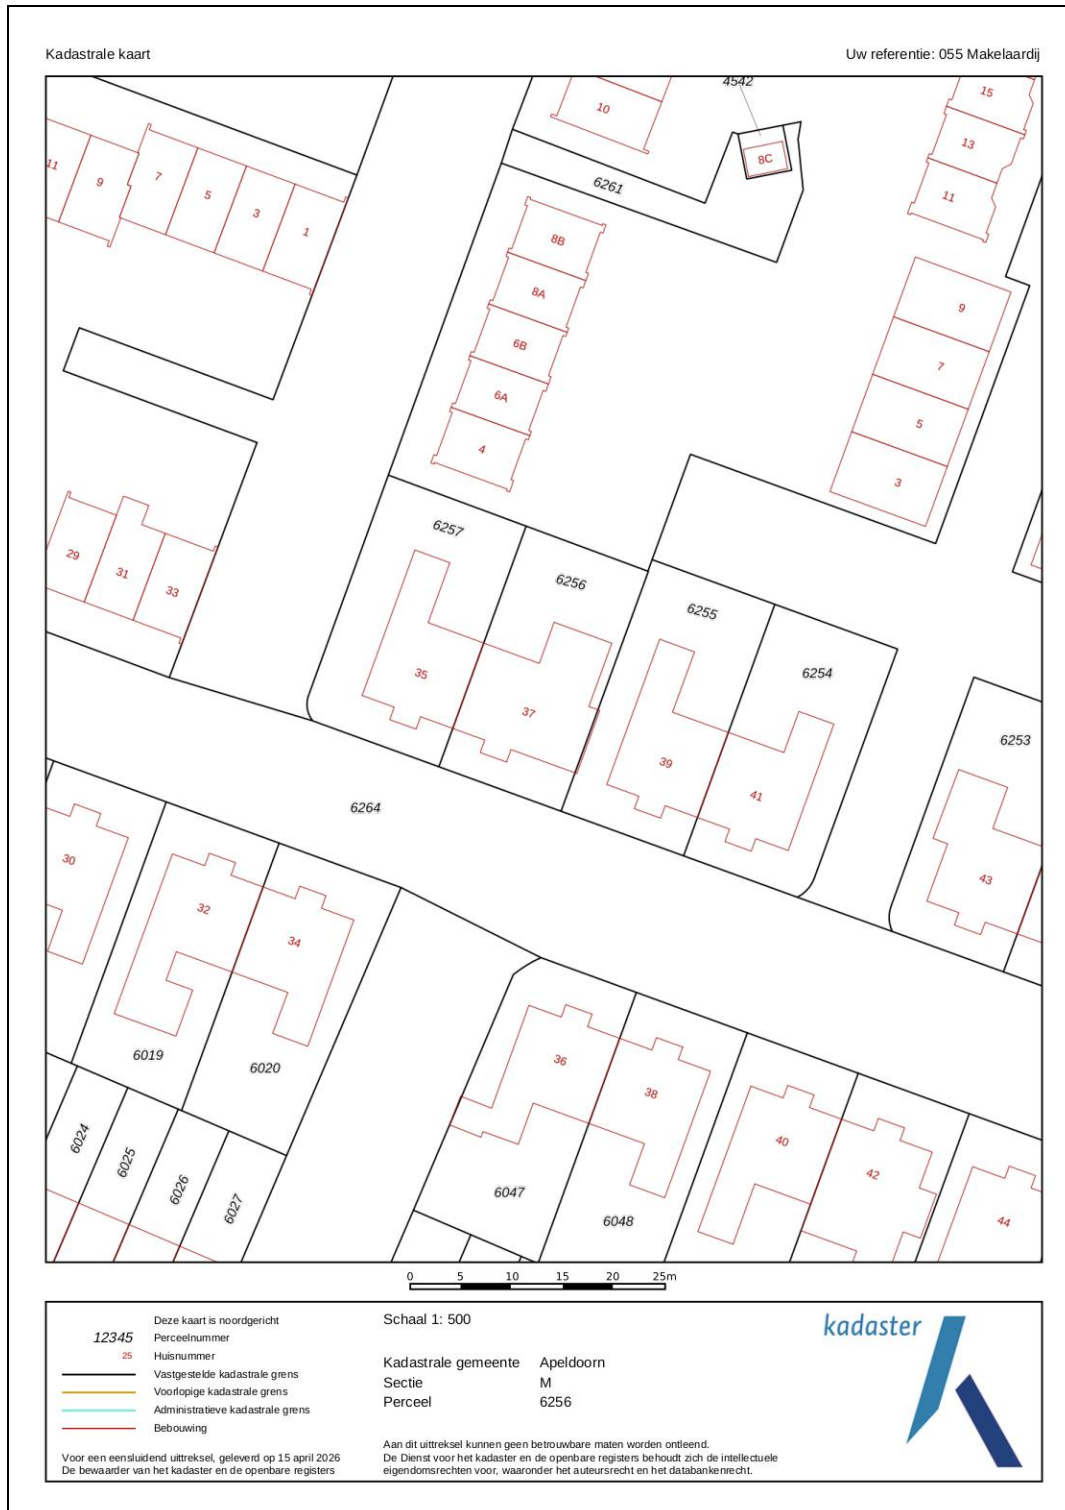 Kadastrale kaart
Uw referentie: 055 Makelaardij
4542
10
15
13
11
8C
6261
11
9
7
5
3
1
8B
8A
6B
6A
4
9
7
5
3
29
31
33
6257
6256
6255
6254
6253
35
37
39
41
43
6264
30
32
34
36
38
40
42
44
6019
6020
6024
6025
6026
6027
6047
6048
0 5 10 15 20 25m
Deze kaart is noordgericht
12345 Perceelnummer
25 Huisnummer
Vastgestelde kadastrale grens
Voorlopige kadastrale grens
Administratieve kadastrale grens
Bebouwing
Voor een eensluidend uittreksel, geleverd op 15 april 2026
De bewaarder van het kadaster en de openbare registers
Schaal 1: 500
Kadastrale gemeente Apeldoorn
Sectie M
Perceel 6256
Aan dit uittreksel kunnen geen betrouwbare maten worden ontleend.
De Dienst voor het kadaster en de openbare registers behoudt zich de intellectuele
eigendomsrechten voor, waaronder het auteursrecht en het databankenrecht.
kadaster